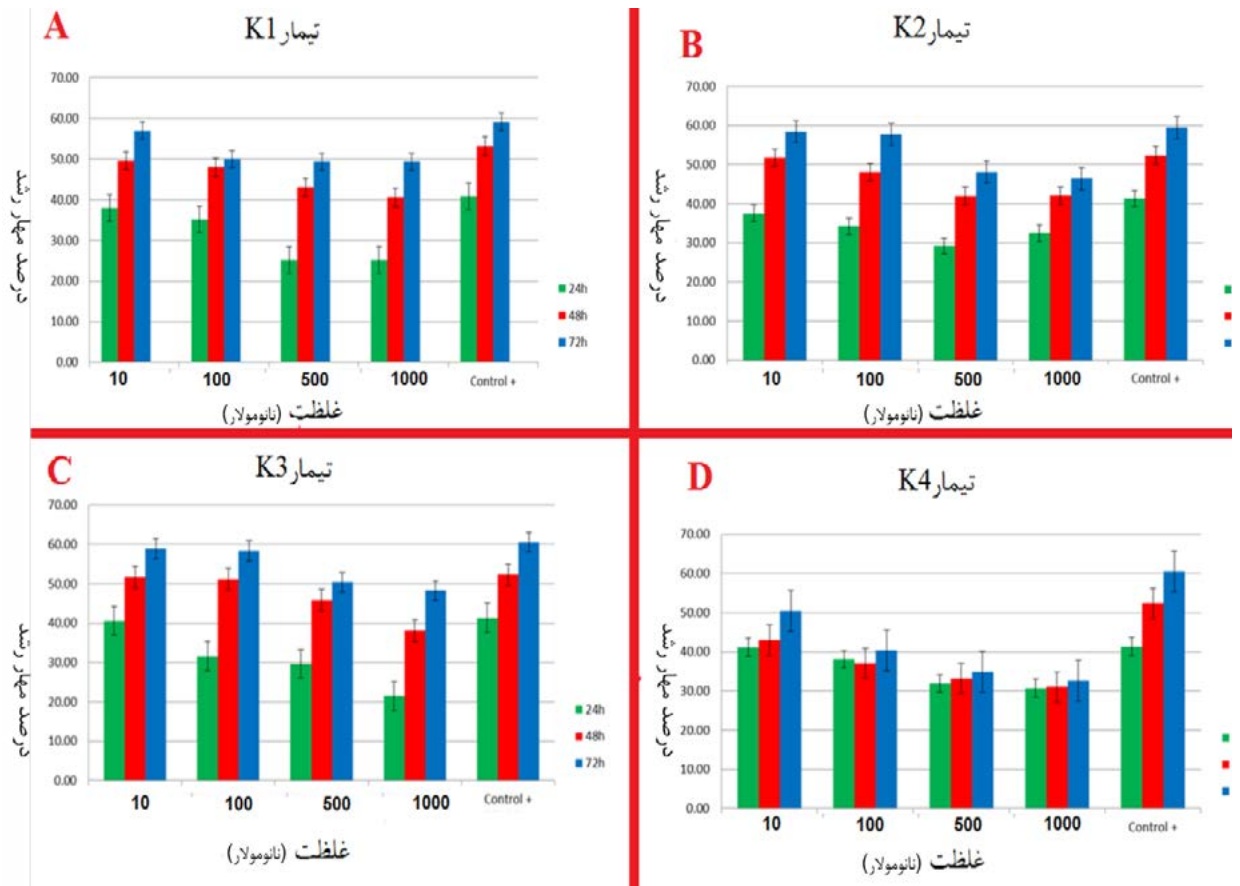 A
تیمار K1
70.00
60.00
50.00
40.00
30.00
20.00
10.00
0.00
درصد مهار رشد
24h
48h
72h
10 100 500 1000 Control +
غلظت (نانومولار)
B
تیمار K2
70.00
60.00
50.00
40.00
30.00
20.00
10.00
0.00
درصد مهار رشد
10 100 500 1000 Control +
غلظت (نانومولار)
C
تیمار K3
70.00
60.00
50.00
40.00
30.00
20.00
10.00
0.00
درصد مهار رشد
24h
48h
72h
10 100 500 1000 Control +
غلظت (نانومولار)
D
تیمار K4
70.00
60.00
50.00
40.00
30.00
20.00
10.00
0.00
درصد مهار رشد
10 100 500 1000 Control +
غلظت (نانومولار)